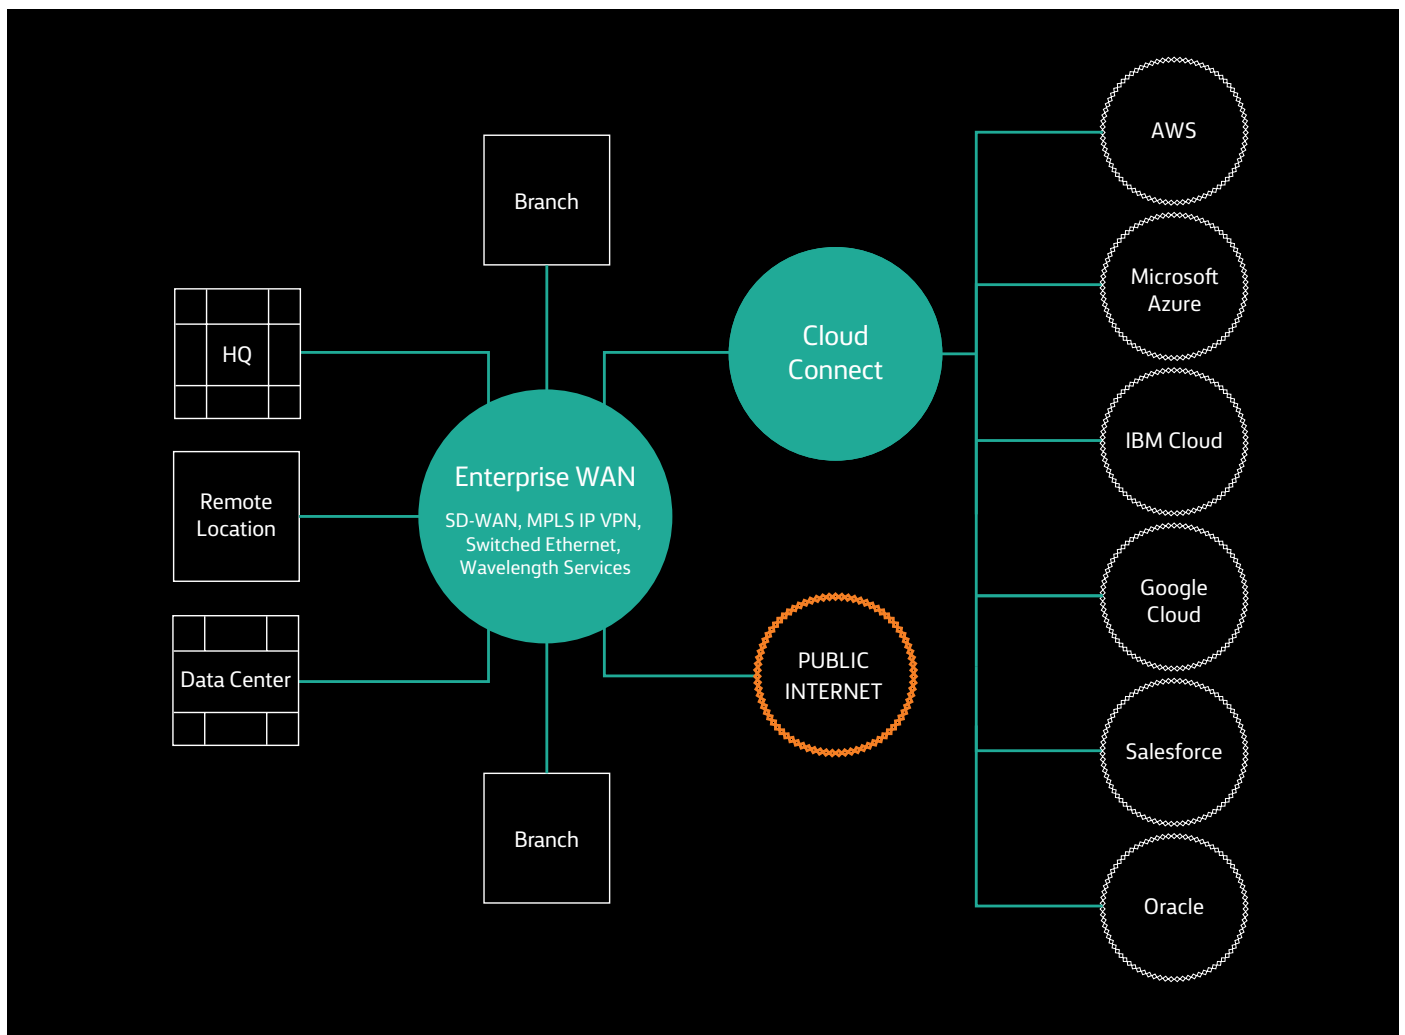 Branch
HQ
Remote
Location
Data Center
Enterprise WAN
SD-WAN, MPLS IP VPN,
Switched Ethernet,
Wavelength Services
Branch
Cloud
Connect
PUBLIC
INTERNET
AWS
Microsoft
Azure
IBM Cloud
Google
Cloud
Salesforce
Oracle